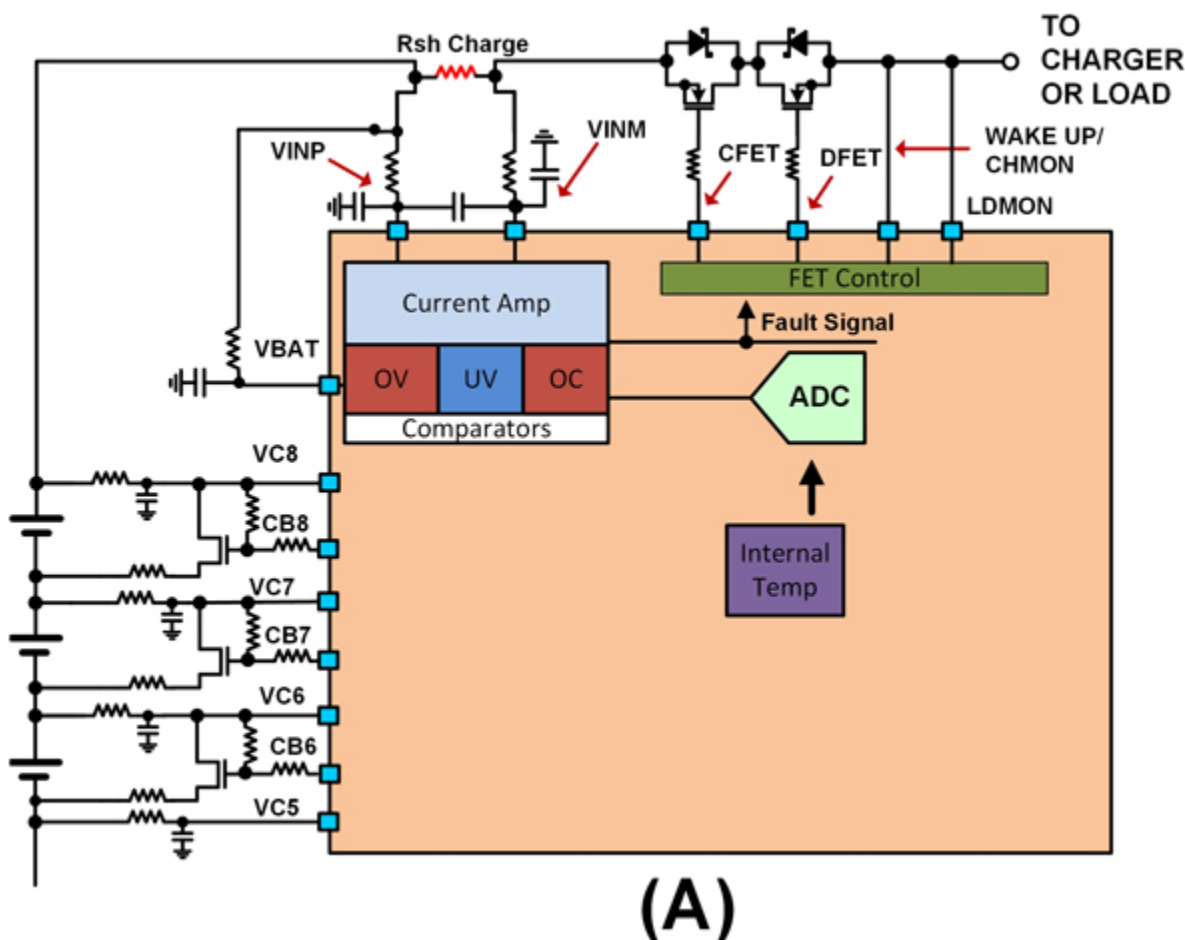 TO
CHARGER
OR LOAD
Rsh Charge
VINP
VINM
CFET
DFET
WAKE UP/
CHMON
LDMON
FET Control
Current Amp
Fault Signal
VBAT
OV
UV
OC
ADC
Comparators
VC8
CB8
Internal
Temp
VC7
CB7
VC6
CB6
VC5
(A)